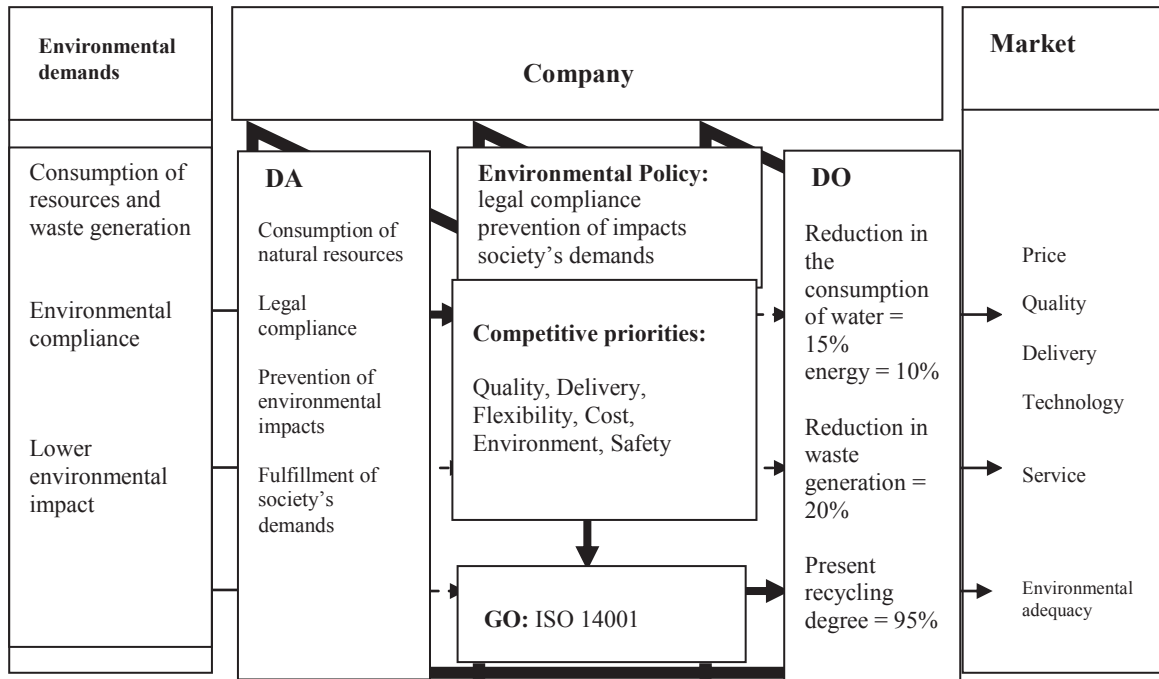 Environmental
demands
Company
Market
Consumption of
resources and
waste generation
Environmental
compliance
Lower
environmental
impact
DA
Consumption of
natural resources
Legal
compliance
Prevention of
environmental
impacts
Fulfillment of
society’s
demands
Environmental Policy:
legal compliance
prevention of impacts
society’s demands
Competitive priorities:
Quality, Delivery,
Flexibility, Cost,
Environment, Safety
GO: ISO 14001
DO
Reduction in
the
consumption
of water =
15%
energy = 10%
Reduction in
waste
generation =
20%
Present
recycling
degree = 95%
Price
Quality
Delivery
Technology
Service
Environmental
adequacy